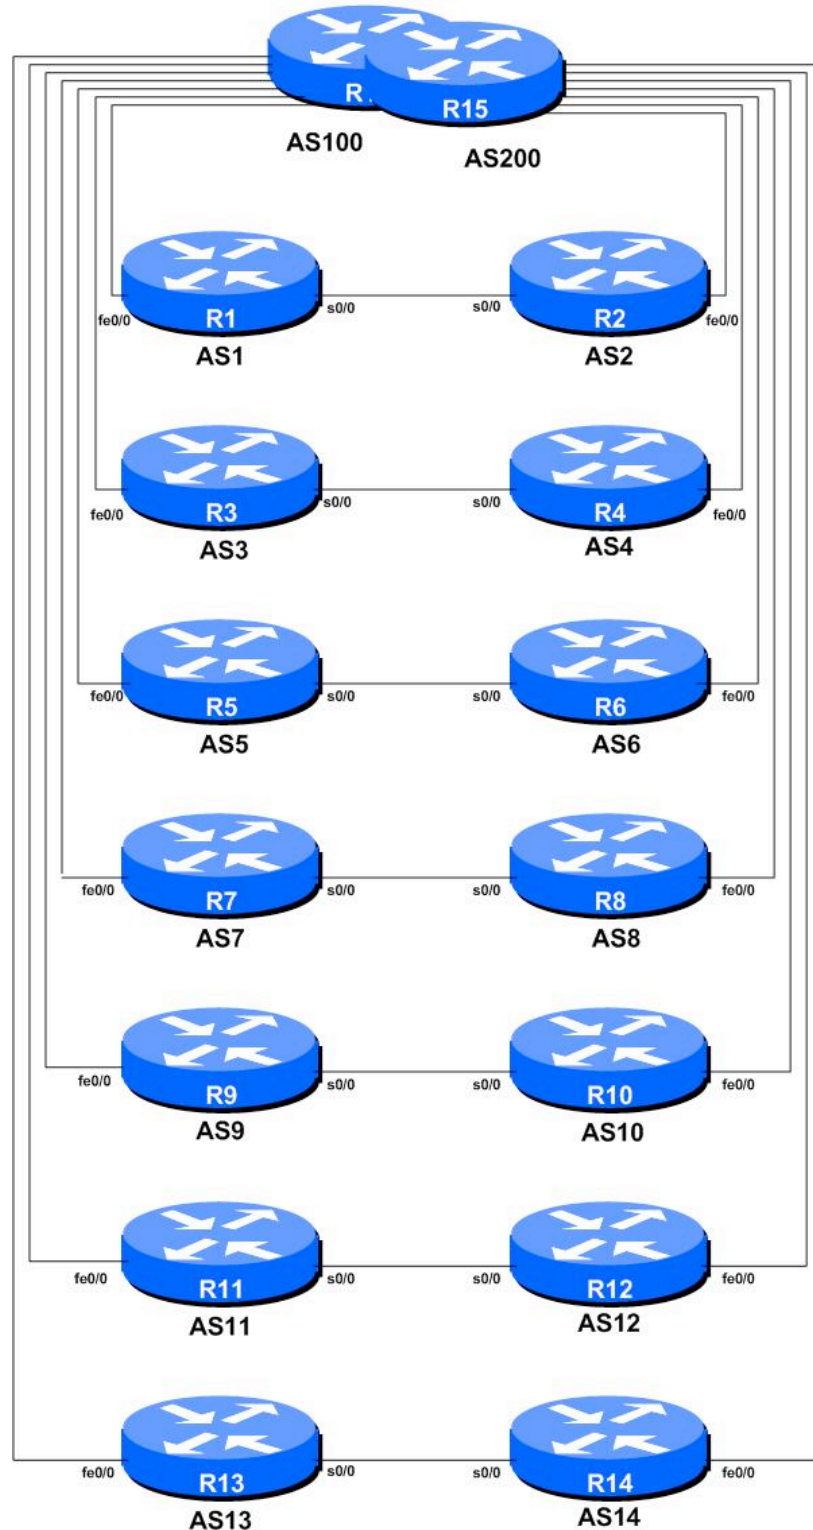 R15
AS100
AS200
R1
R2
fe0/0
s0/0
s0/0
fe0/0
AS1
AS2
R3
R4
fe0/0
s0/0
s0/0
fe0/0
AS3
AS4
R5
R6
fe0/0
s0/0
s0/0
fe0/0
AS5
AS6
R7
R8
fe0/0
s0/0
s0/0
fe0/0
AS7
AS8
R9
R10
fe0/0
s0/0
s0/0
fe0/0
AS9
AS10
R11
R12
fe0/0
s0/0
s0/0
fe0/0
AS11
AS12
R13
R14
fe0/0
s0/0
s0/0
fe0/0
AS13
AS14